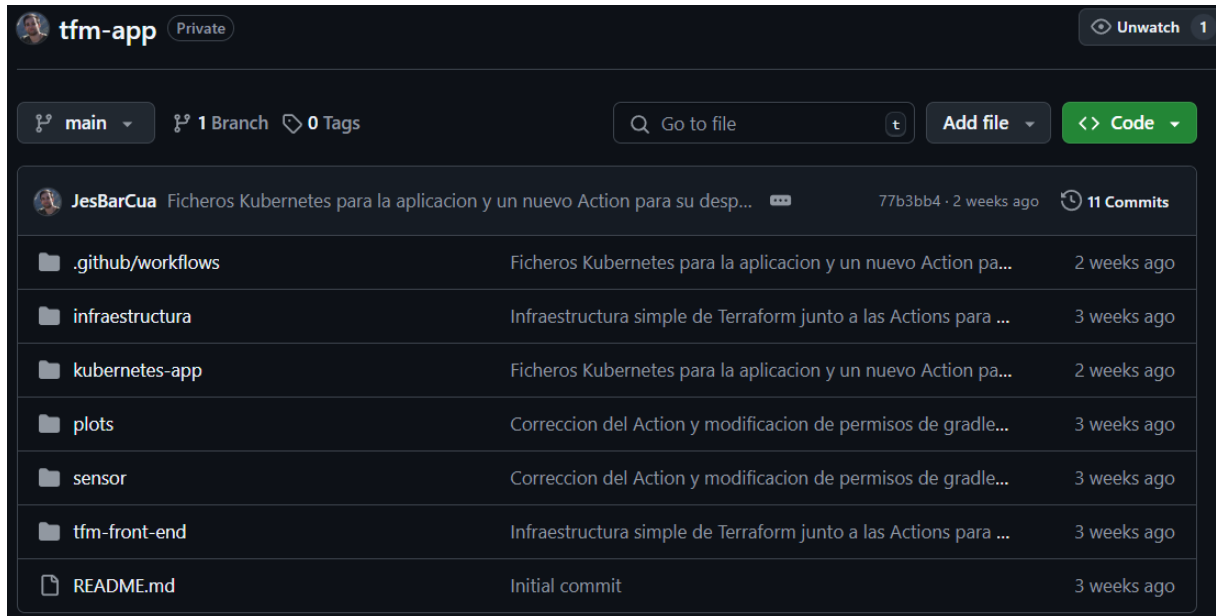 tfm-app Private Unwatch 1
main 1 Branch 0 Tags Go to file t Add file <> Code
JesBarCua Ficheros Kubernetes para la aplicacion y un nuevo Action para su desp... 77b3bb4 · 2 weeks ago 11 Commits
.github/workflows Ficheros Kubernetes para la aplicacion y un nuevo Action pa... 2 weeks ago
infraestructura Infraestructura simple de Terraform junto a las Actions para ... 3 weeks ago
kubernetes-app Ficheros Kubernetes para la aplicacion y un nuevo Action pa... 2 weeks ago
plots Correccion del Action y modificacion de permisos de gradle... 3 weeks ago
sensor Correccion del Action y modificacion de permisos de gradle... 3 weeks ago
tfm-front-end Infraestructura simple de Terraform junto a las Actions para ... 3 weeks ago
README.md Initial commit 3 weeks ago